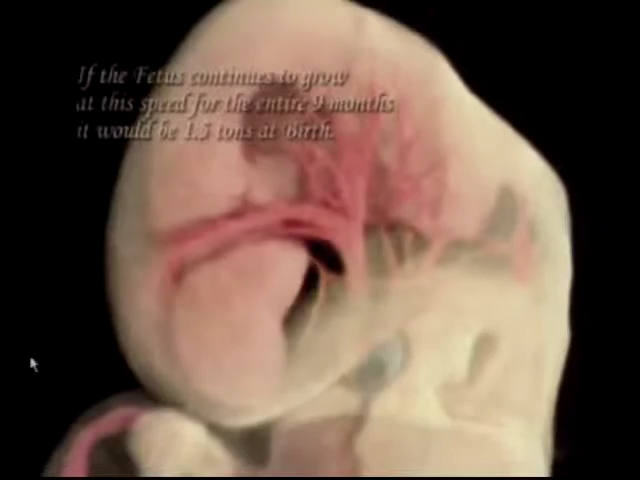 If the Fetus continues to grow
at this speed for the entire 9 months
it would be 1.5 tons at Birth.